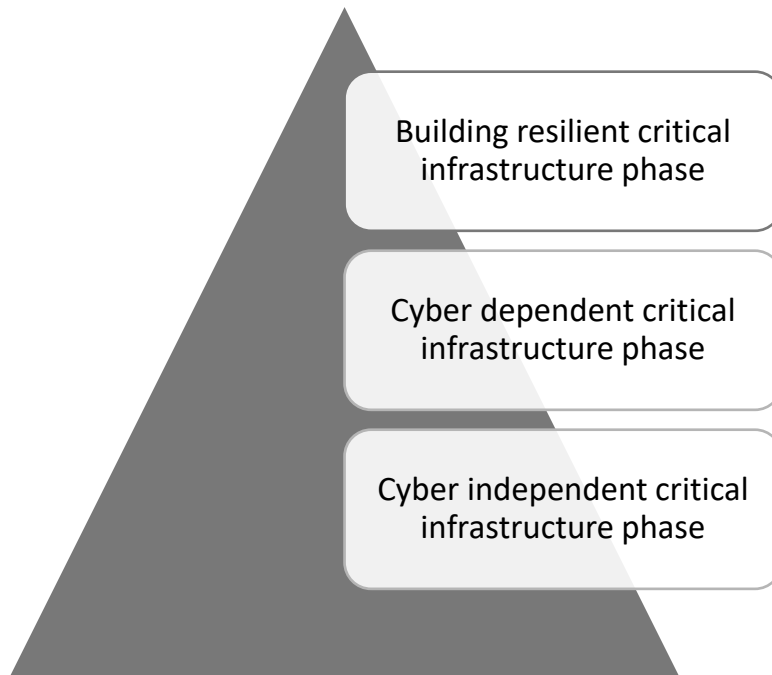 Building resilient critical
infrastructure phase
Cyber dependent critical
infrastructure phase
Cyber independent critical
infrastructure phase